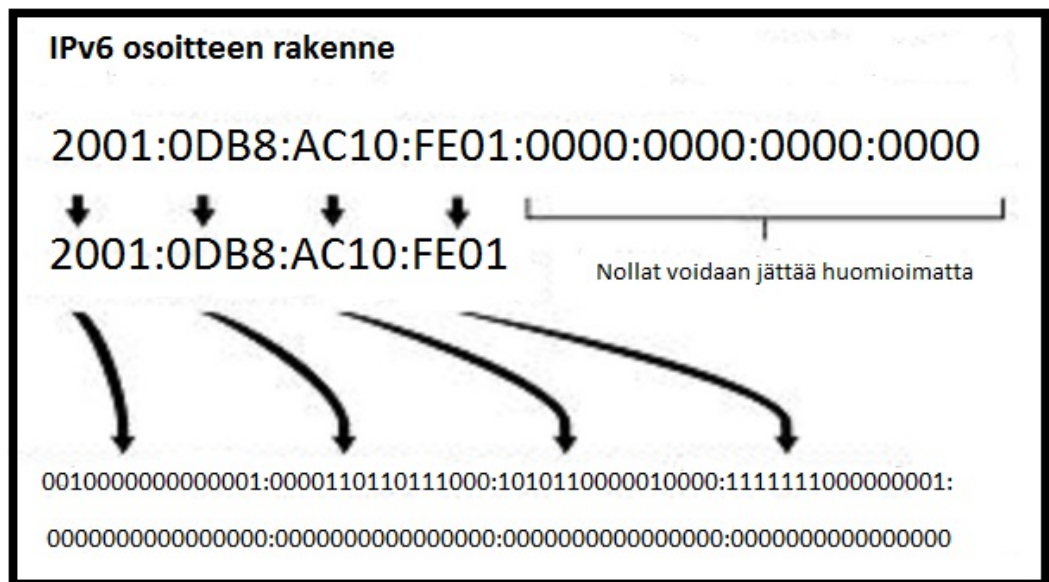 IPv6 osoitteen rakenne
2001:0DB8:AC10:FE01:0000:0000:0000:0000
2001:0DB8:AC10:FE01
Nollat voidaan jättää huomioimatta
0010000000000001:0000110110111000:1010110000010000:1111111000000001:
0000000000000000:0000000000000000:0000000000000000:0000000000000000